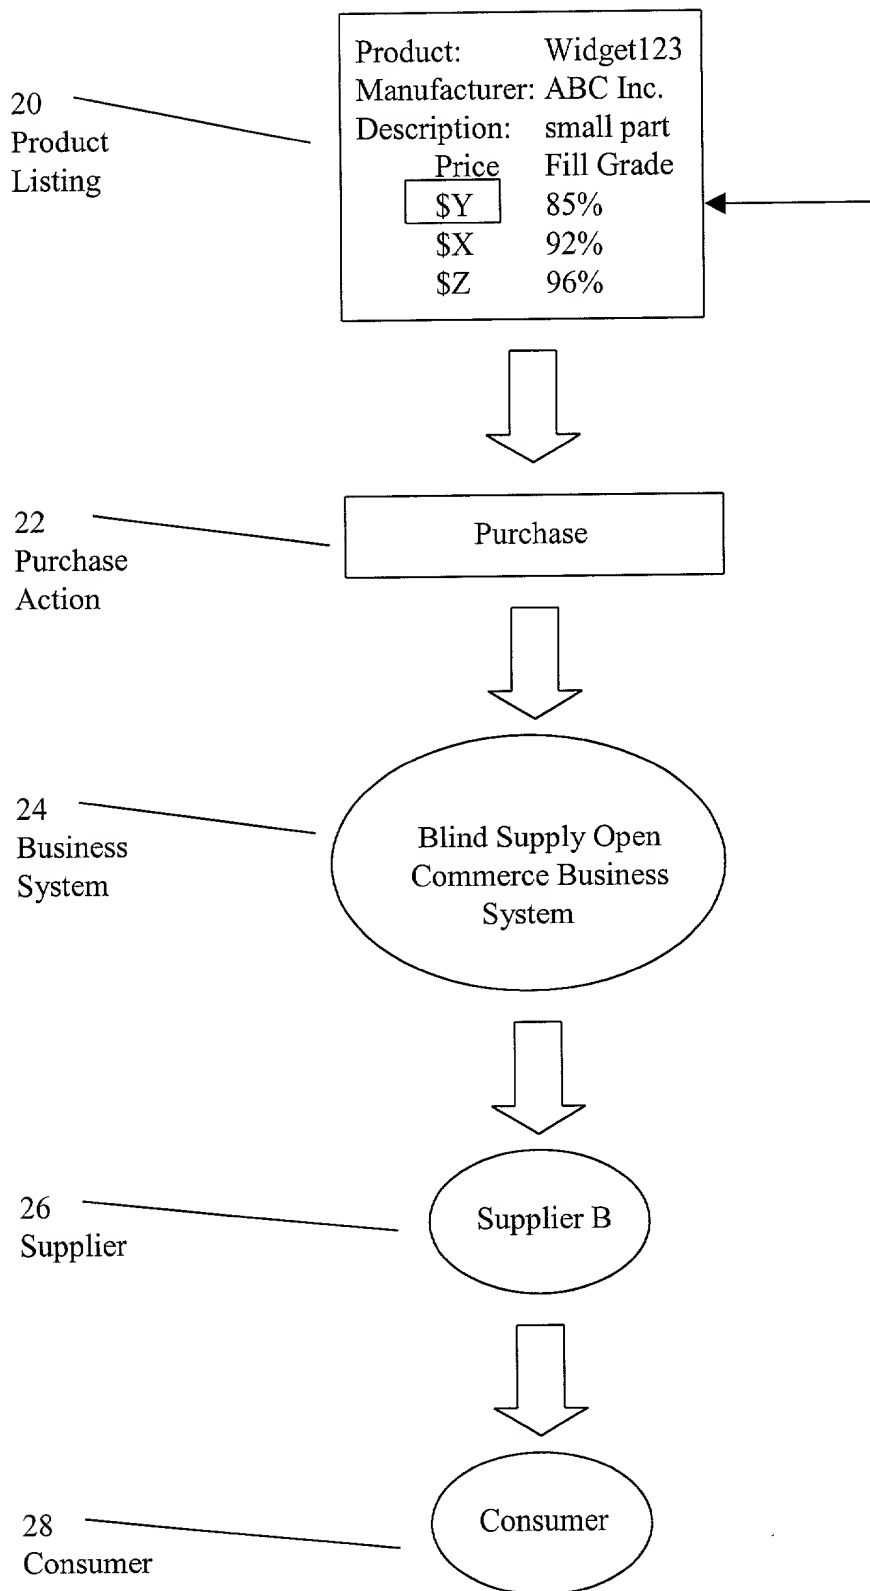 20
Product
Listing
Product: Widget123
Manufacturer: ABC Inc.
Description: small part
Price Fill Grade
$Y 85%
$X 92%
$Z 96%
22
Purchase
Action
Purchase
24
Business
System
Blind Supply Open
Commerce Business
System
26
Supplier
Supplier B
28
Consumer
Consumer